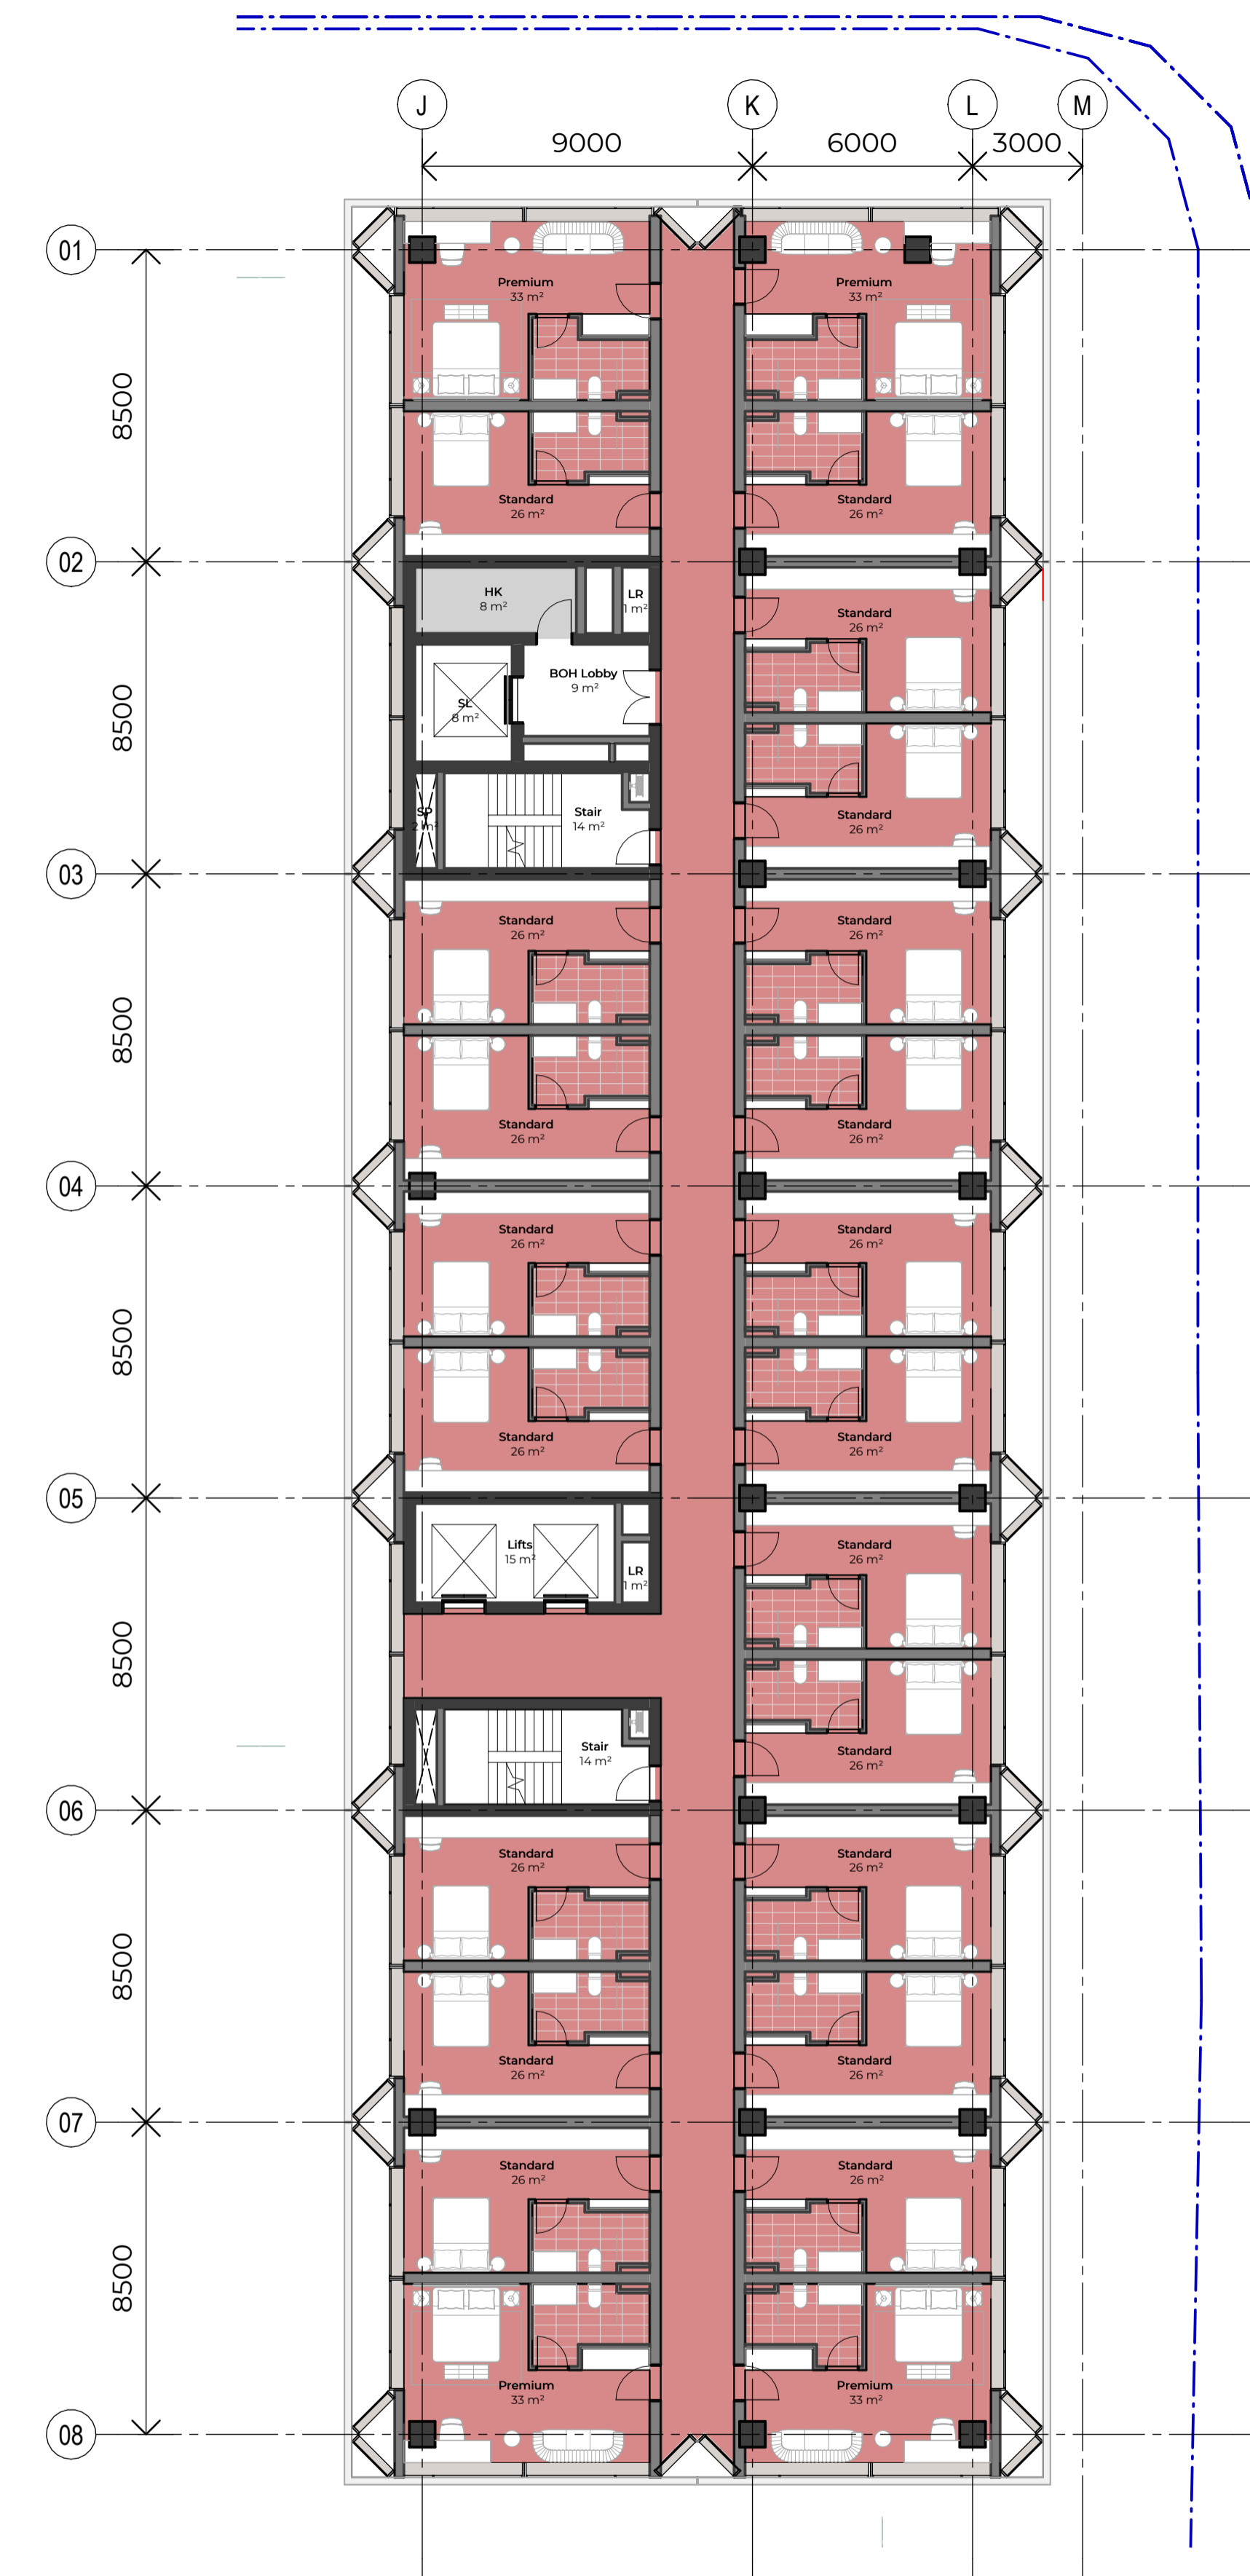 J
K
L
M
9000
6000
3000
01
Premium
33 m²
Premium
33 m²
8500
Standard
26 m²
Standard
26 m²
02
HK
8 m²
LR
1 m²
Standard
26 m²
BOH Lobby
9 m²
SL
8 m²
8500
SP
2 m²
Stair
14 m²
Standard
26 m²
03
Standard
26 m²
Standard
26 m²
8500
Standard
26 m²
Standard
26 m²
04
Standard
26 m²
Standard
26 m²
8500
Standard
26 m²
Standard
26 m²
05
Lifts
15 m²
LR
1 m²
Standard
26 m²
8500
Stair
14 m²
Standard
26 m²
06
Standard
26 m²
Standard
26 m²
8500
Standard
26 m²
Standard
26 m²
07
Standard
26 m²
Standard
26 m²
8500
Premium
33 m²
Premium
33 m²
08